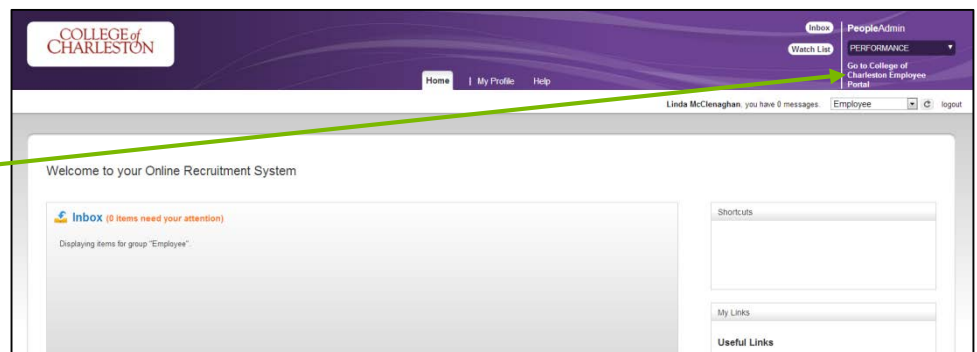 COLLEGE of
CHARLESTON
Inbox
PeopleAdmin
Watch List
PERFORMANCE
Go to College of
Charleston Employee
Portal
Home | My Profile Help
Linda McClenaghan, you have 0 messages. Employee logout
Welcome to your Online Recruitment System
Inbox (0 items need your attention)
Displaying items for group "Employee".
Shortcuts
My Links
Useful Links